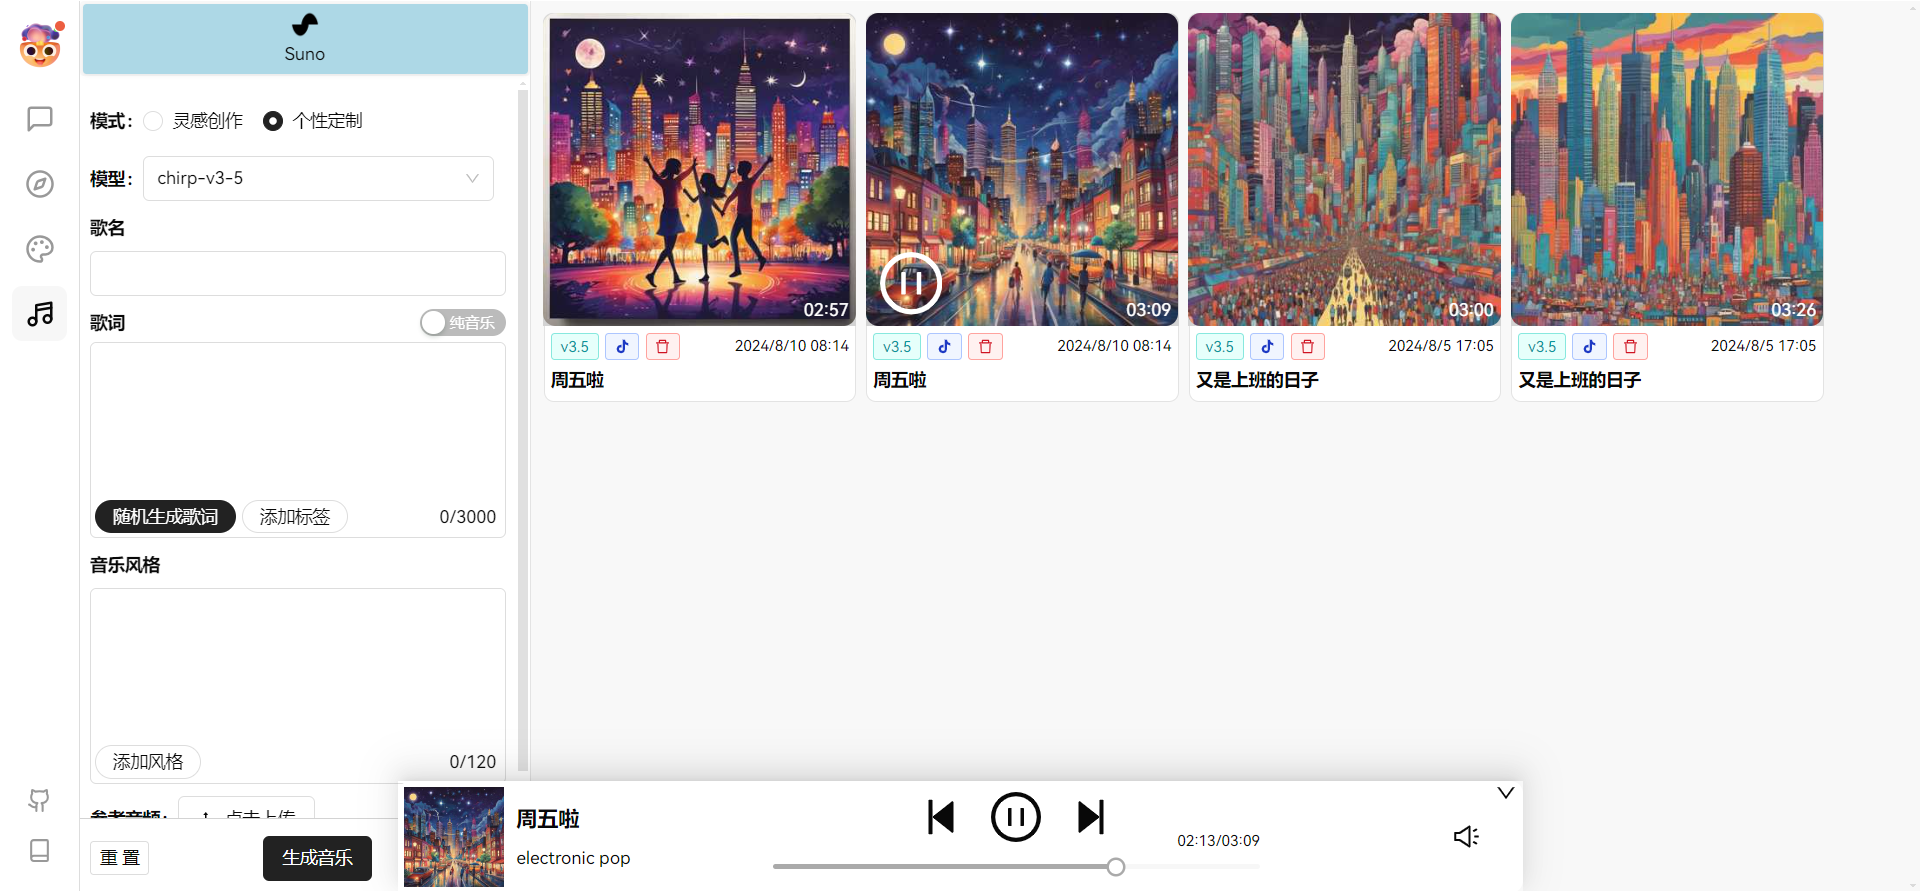 Suno
模式： 灵感创作 个性定制
模型： chirp-v3-5
歌名
歌词 纯音乐
随机生成歌词 添加标签 0/3000
音乐风格
添加风格 0/120
参考音频： 点击上传
重 置 生成音乐
02:57
v3.5 2024/8/10 08:14
周五啦
03:09
v3.5 2024/8/10 08:14
周五啦
03:00
v3.5 2024/8/5 17:05
又是上班的日子
03:26
v3.5 2024/8/5 17:05
又是上班的日子
周五啦
electronic pop
02:13/03:09